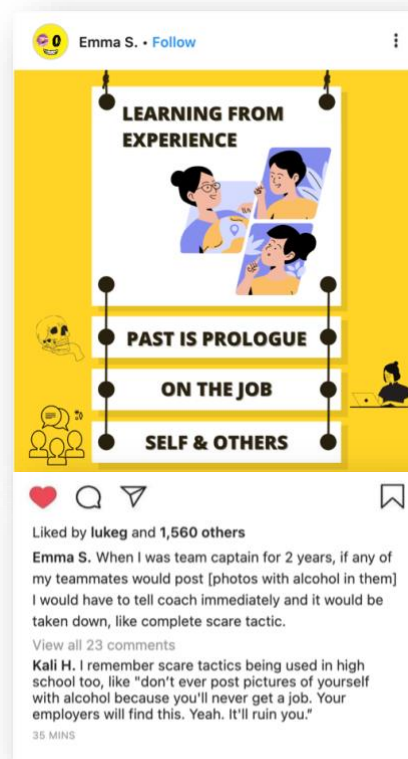 Emma S. • Follow
LEARNING FROM
EXPERIENCE
PAST IS PROLOGUE
ON THE JOB
SELF & OTHERS
Liked by lukeg and 1,560 others
Emma S. When I was team captain for 2 years, if any of
my teammates would post [photos with alcohol in them]
I would have to tell coach immediately and it would be
taken down, like complete scare tactic.
View all 23 comments
Kali H. I remember scare tactics being used in high
school too, like "don’t ever post pictures of yourself
with alcohol because you'll never get a job. Your
employers will find this. Yeah. It'll ruin you.”
35 MINS